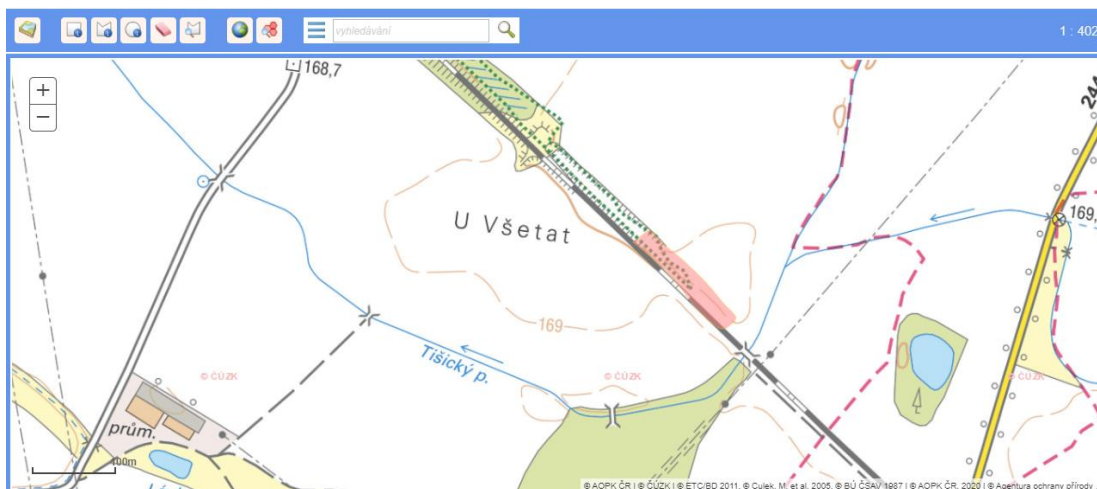 vyhledávání
1 : 402
+
−
168,7
244
U Všetat
169,
169
Tišický p.
© ČÚZK
© ČÚZK
prům.
100m
© AOPK ČR | © ČÚZK | © ETC/BD 2011, © Culek, M. et al. 2005, © BÚ ČSAV 1987 | © AOPK ČR, 2020 | © Agentura ochrany přírody